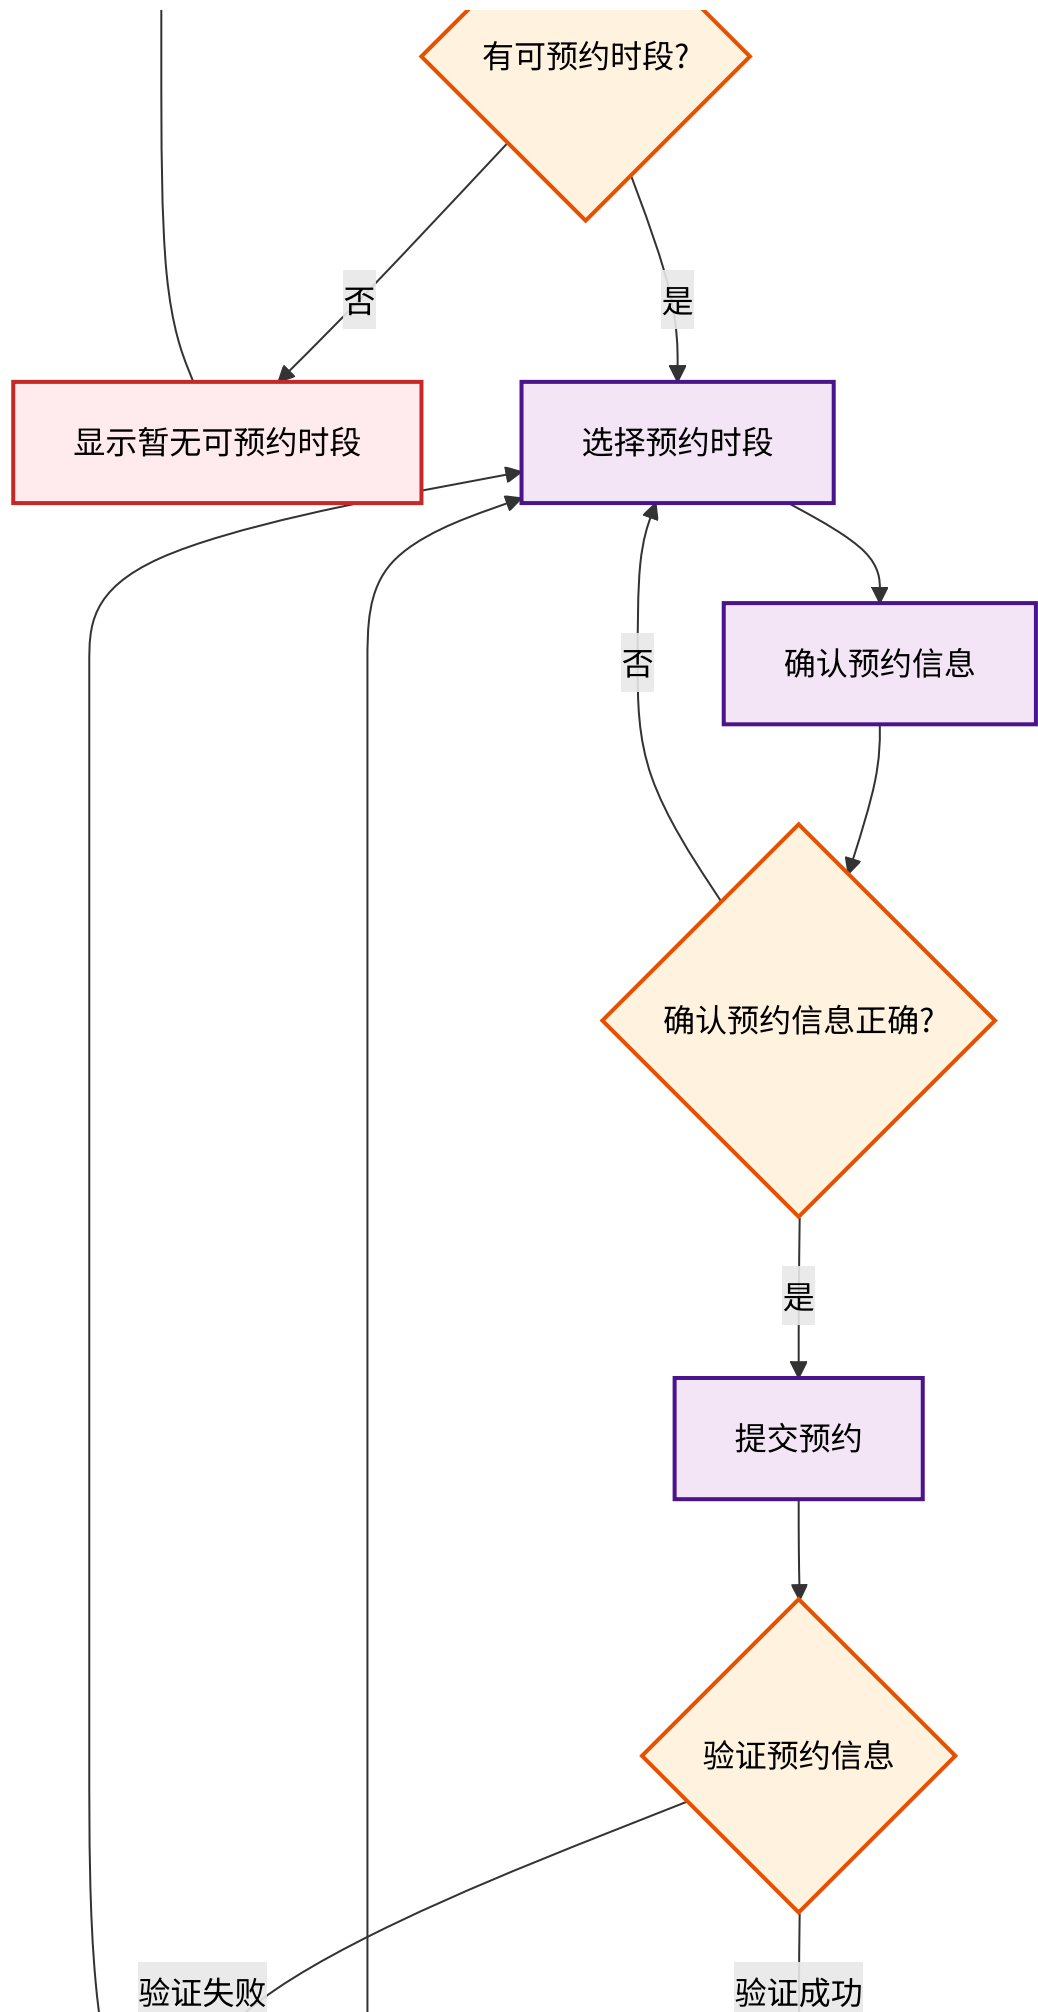 有可预约时段?
否
是
显示暂无可预约时段
选择预约时段
否
确认预约信息
确认预约信息正确?
是
提交预约
验证预约信息
验证失败
验证成功